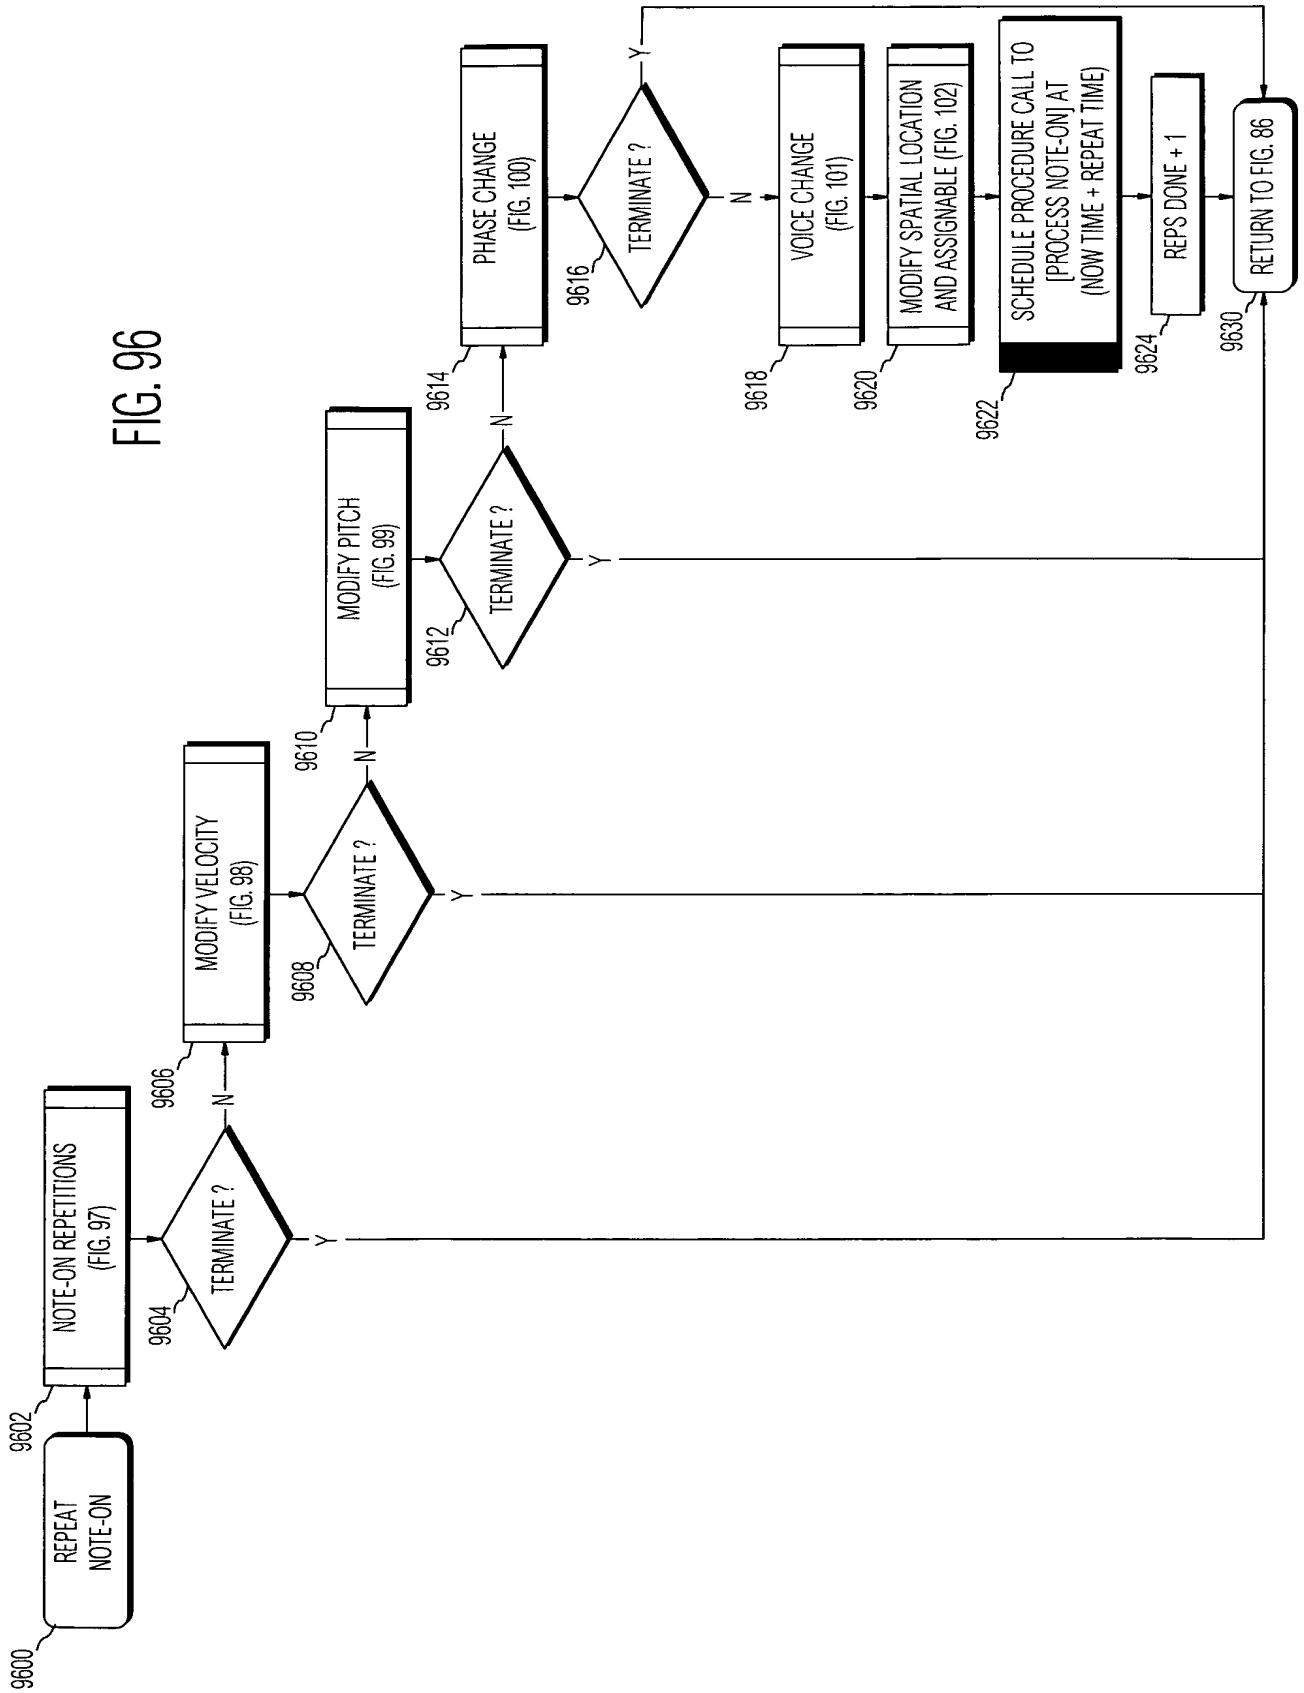 FIG. 96
9600
REPEAT
NOTE-ON
9602
NOTE-ON REPETITIONS
(FIG. 97)
9604
TERMINATE ?
Y
N
9606
MODIFY VELOCITY
(FIG. 98)
9608
TERMINATE ?
Y
N
9610
MODIFY PITCH
(FIG. 99)
9612
TERMINATE ?
Y
N
9614
PHASE CHANGE
(FIG. 100)
9616
TERMINATE ?
Y
N
9618
VOICE CHANGE
(FIG. 101)
9620
MODIFY SPATIAL LOCATION
AND ASSIGNABLE (FIG. 102)
9622
SCHEDULE PROCEDURE CALL TO
[PROCESS NOTE-ON] AT
(NOW TIME + REPEAT TIME)
9624
REPS DONE + 1
9630
RETURN TO FIG. 86